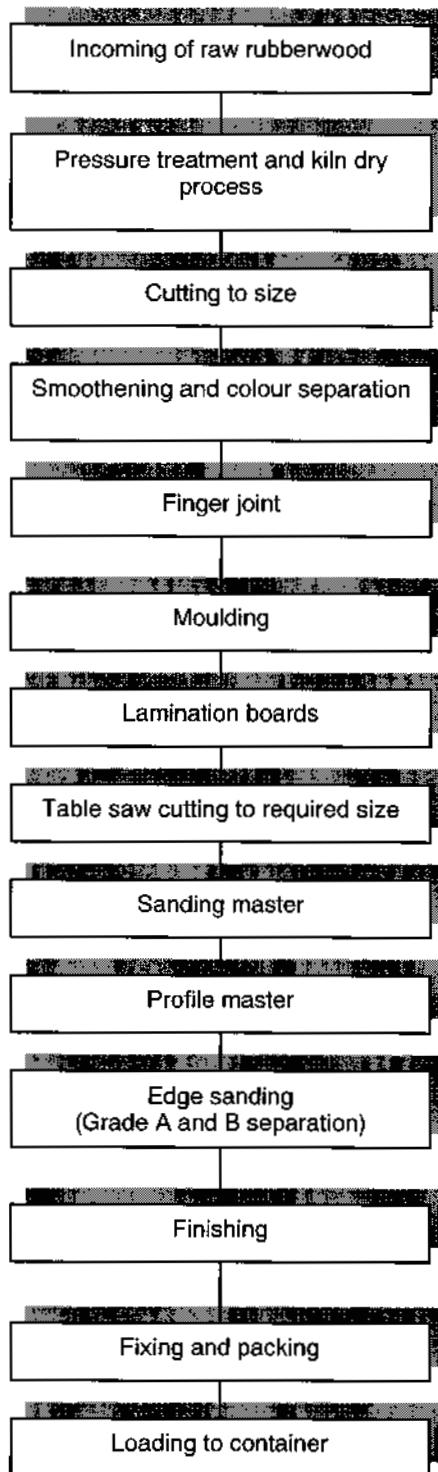 Incoming of raw rubberwood
Pressure treatment and kiln dry
process
Cutting to size
Smoothening and colour separation
Finger joint
Moulding
Lamination boards
Table saw cutting to required size
Sanding master
Profile master
Edge sanding
(Grade A and B separation)
Finishing
Fixing and packing
Loading to container